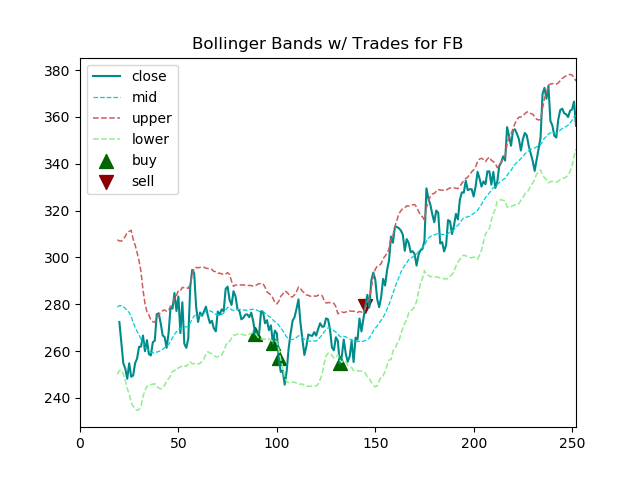 Bollinger Bands w/ Trades for FB
close
mid
upper
lower
buy
sell
380
360
340
320
300
280
260
240
0 50 100 150 200 250